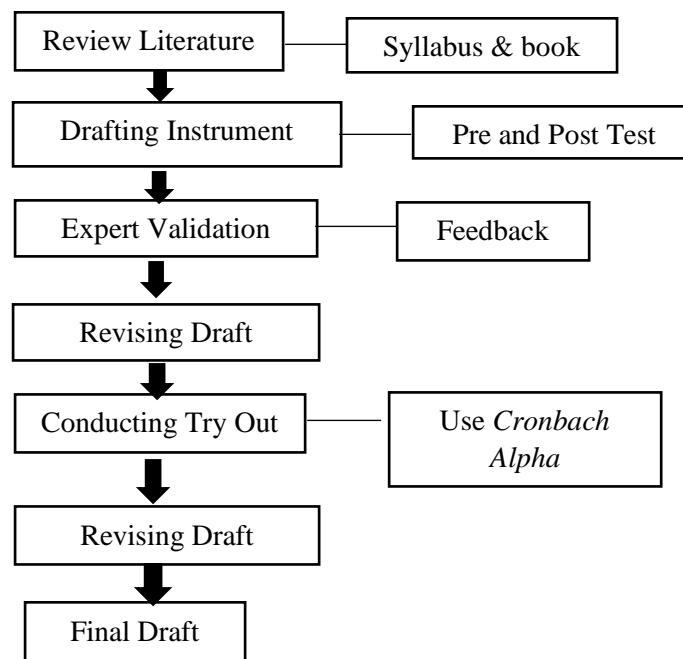 Review Literature
Syllabus & book
Drafting Instrument
Pre and Post Test
Expert Validation
Feedback
Revising Draft
Conducting Try Out
Use Cronbach
Alpha
Revising Draft
Final Draft